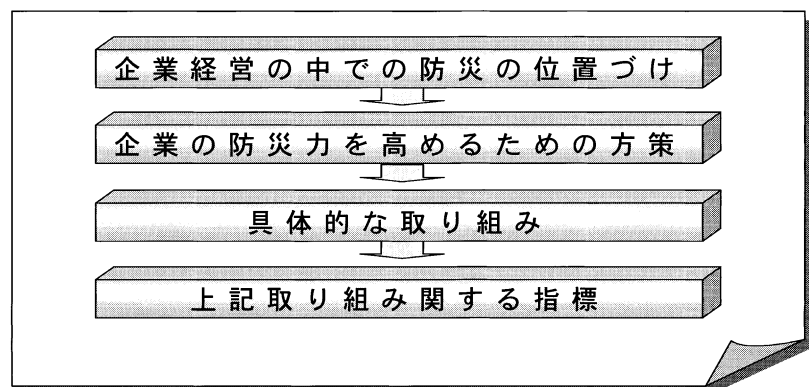 企業経営の中での防災の位置づけ
企業の防災力を高めるための方策
具体的な取り組み
上記取り組み関する指標